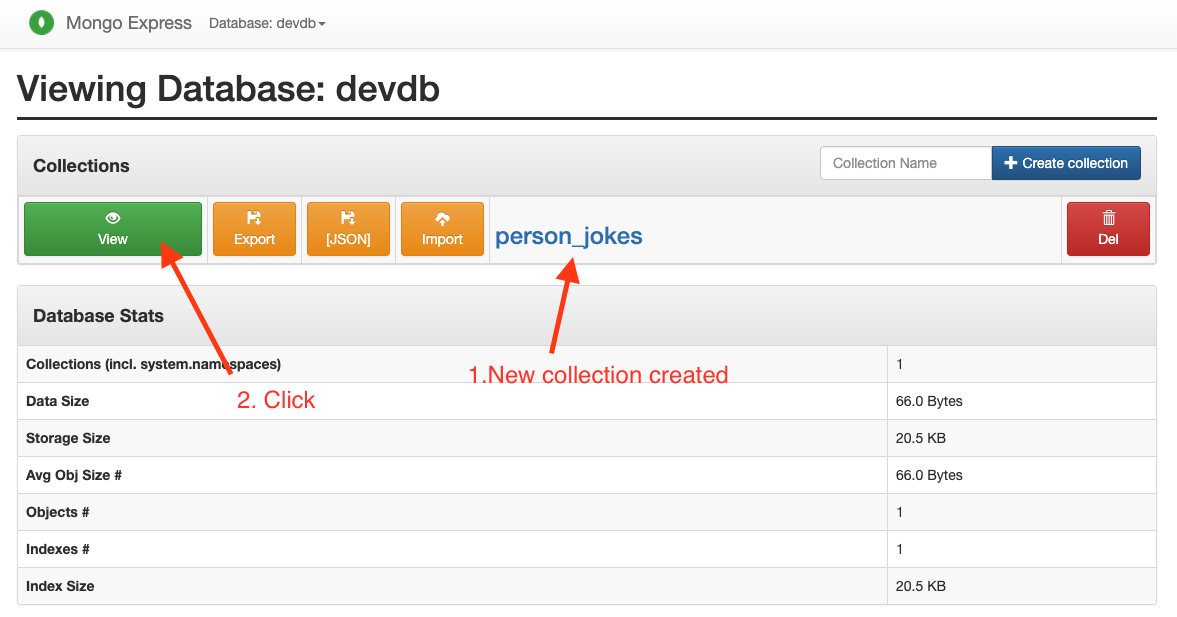 Mongo Express Database: devdb
Viewing Database: devdb
Collections
Collection Name
Create collection
View
Export
[JSON]
Import
person_jokes
Del
Database Stats
Collections (incl. system.namespaces) 1
1.New collection created
2. Click
Data Size 66.0 Bytes
Storage Size 20.5 KB
Avg Obj Size # 66.0 Bytes
Objects # 1
Indexes # 1
Index Size 20.5 KB